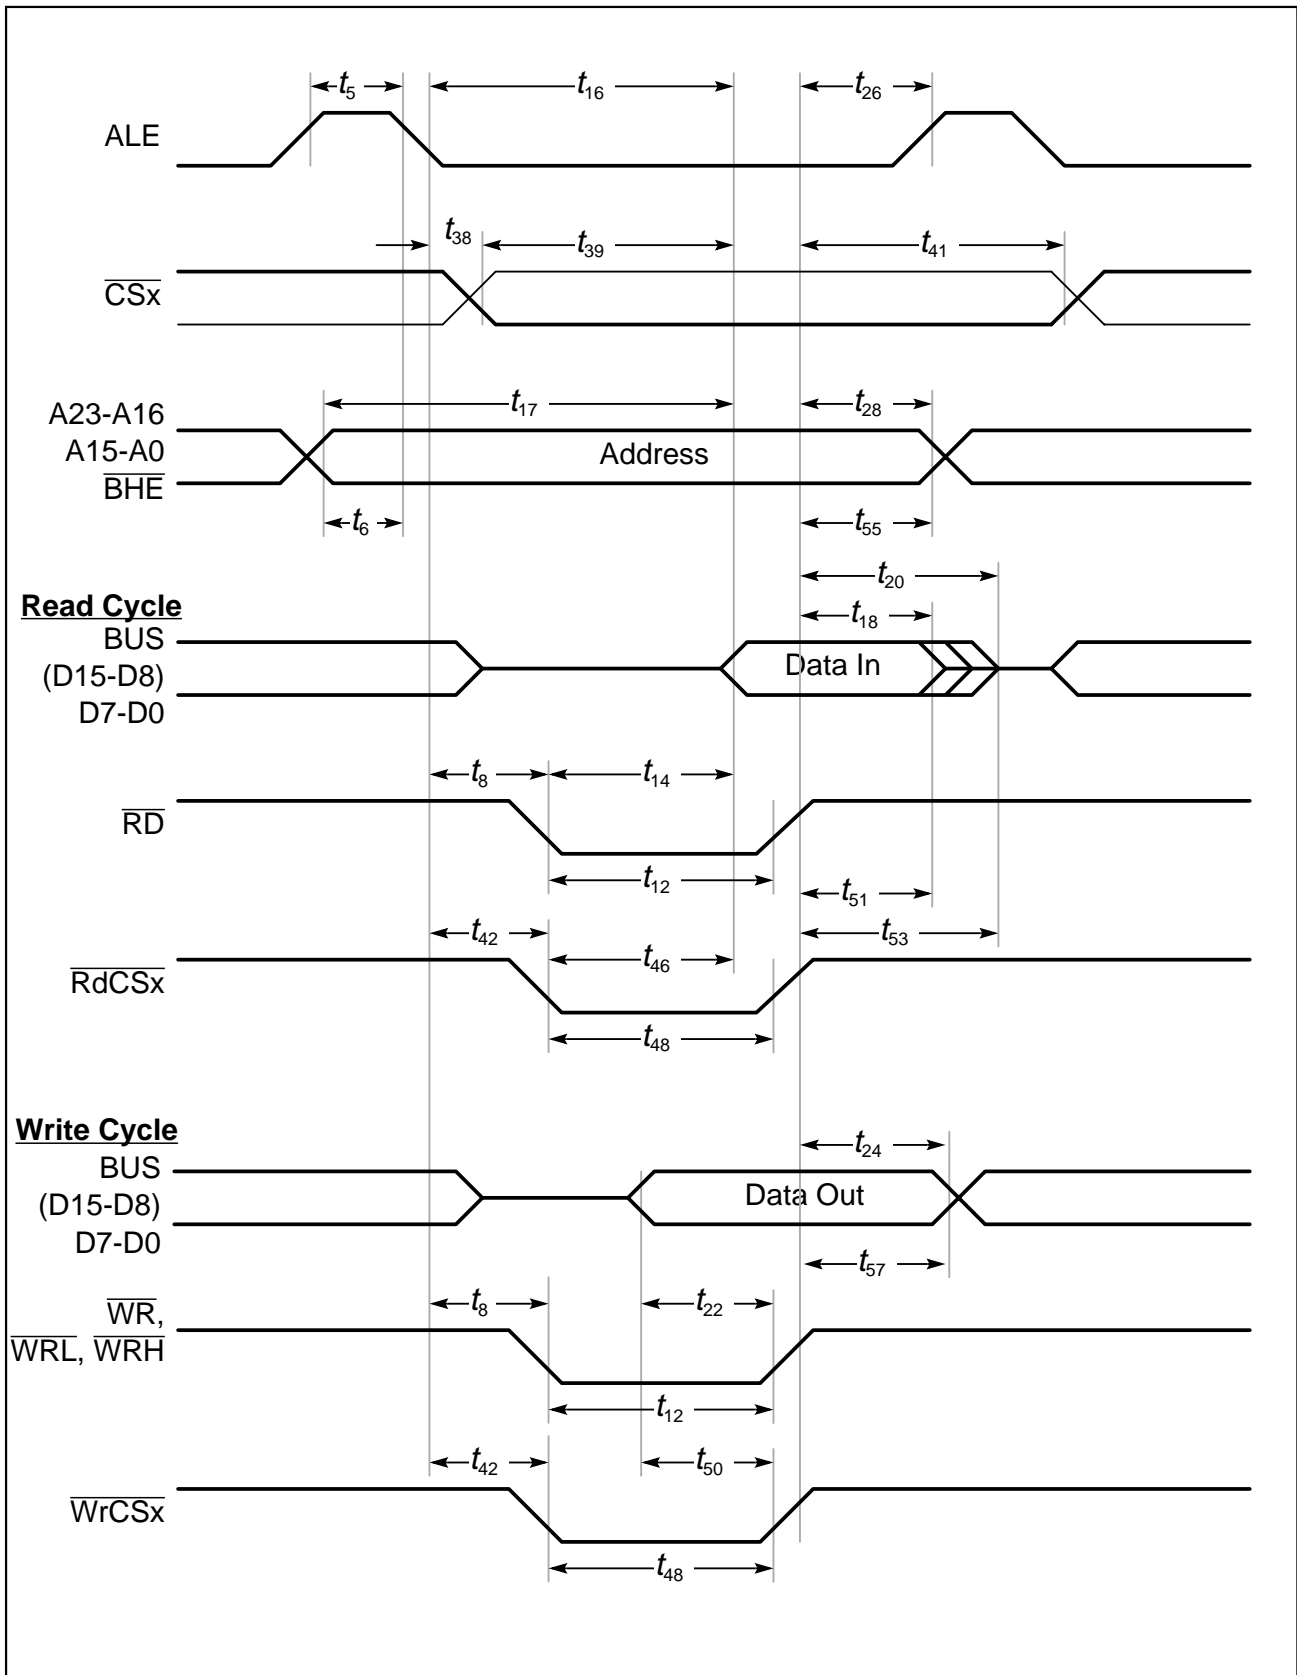 t5 t16 t26
ALE
t38 t39 t41
CSx
t17 t28
A23-A16
A15-A0
BHE
Address
t6 t55
t20
Read Cycle
t18
BUS
(D15-D8)
D7-D0
Data In
t8 t14
RD
t12 t51
t42 t46 t53
RdCSx
t48
Write Cycle
t24
BUS
(D15-D8)
D7-D0
Data Out
t57
t8 t22
WR,
WRL, WRH
t12
t42 t50
WrCSx
t48